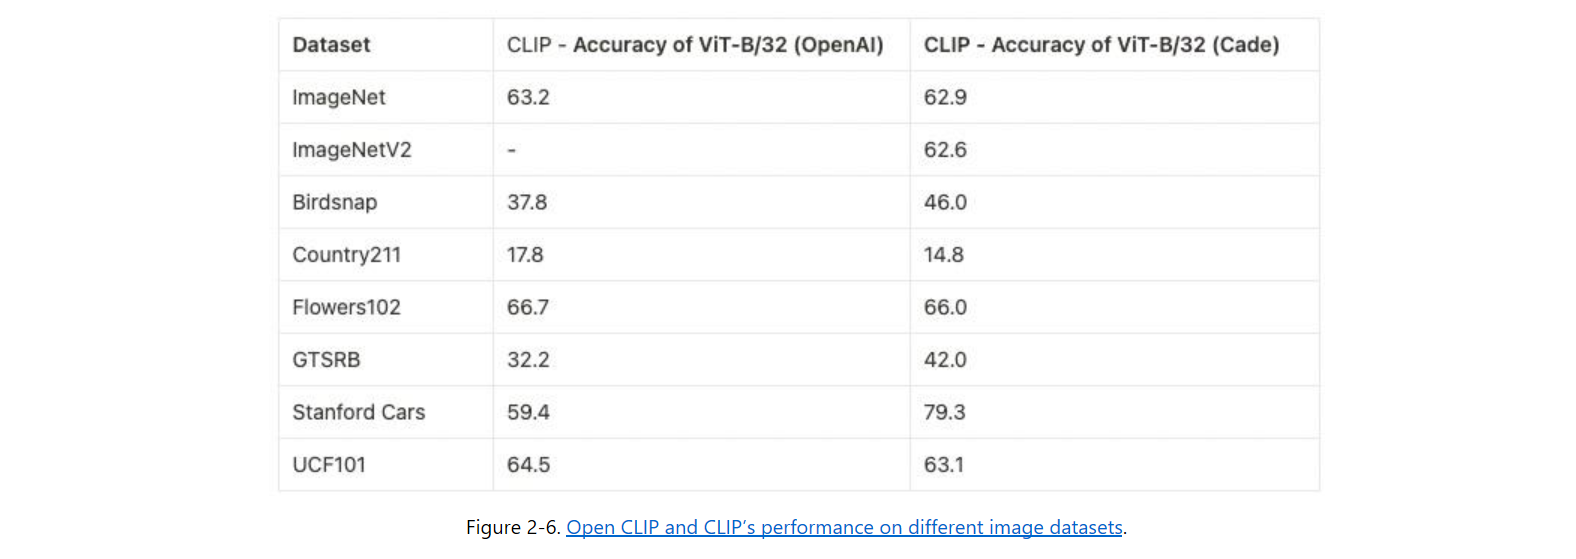 Dataset CLIP - Accuracy of ViT-B/32 (OpenAI) CLIP - Accuracy of ViT-B/32 (Cade)
ImageNet 63.2 62.9
ImageNetV2 - 62.6
Birdsnap 37.8 46.0
Country211 17.8 14.8
Flowers102 66.7 66.0
GTSRB 32.2 42.0
Stanford Cars 59.4 79.3
UCF101 64.5 63.1
Figure 2-6. Open CLIP and CLIP’s performance on different image datasets.